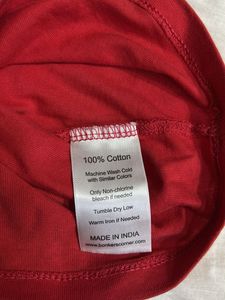 100% Cotton
Machine Wash Cold
with Similar Colors
Only Non-chlorine
bleach if needed
Tumble Dry Low
Warm Iron if Needed
MADE IN INDIA
www.bonkerscorner.com